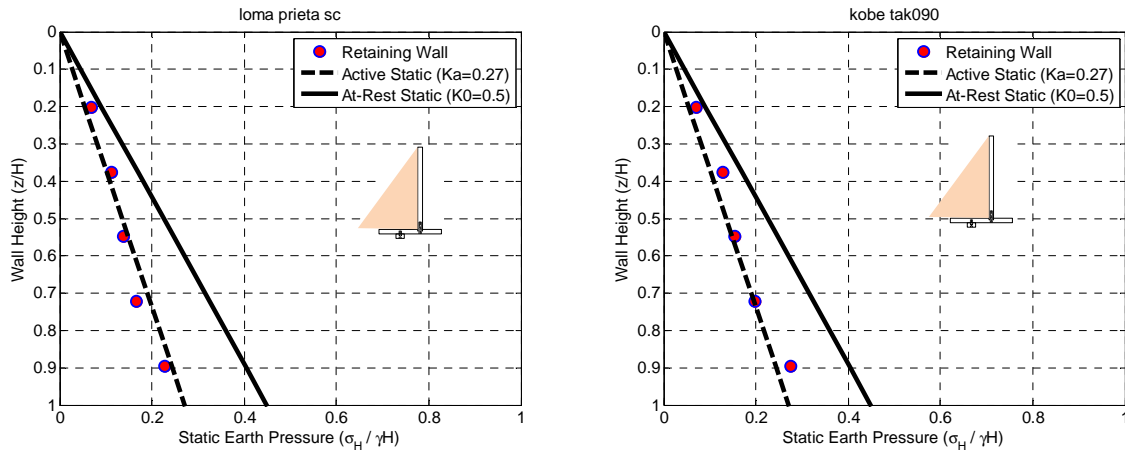 loma prieta sc
0
0.1
0.2
0.3
0.4
0.5
0.6
0.7
0.8
0.9
1
Wall Height (z/H)
Retaining Wall
Active Static (Ka=0.27)
At-Rest Static (K0=0.5)
0 0.2 0.4 0.6 0.8 1
Static Earth Pressure (σH / γH)
kobe tak090
0
0.1
0.2
0.3
0.4
0.5
0.6
0.7
0.8
0.9
1
Wall Height (z/H)
Retaining Wall
Active Static (Ka=0.27)
At-Rest Static (K0=0.5)
0 0.2 0.4 0.6 0.8 1
Static Earth Pressure (σH / γH)